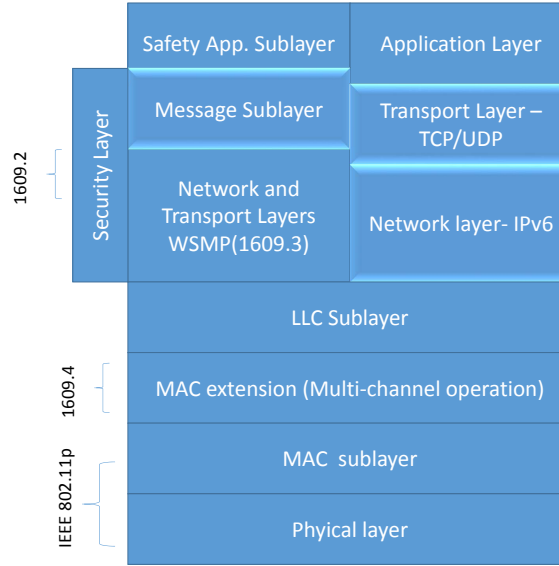 Safety App. Sublayer
Application Layer
Message Sublayer
Transport Layer –
TCP/UDP
Security Layer
1609.2
Network and
Transport Layers
WSMP(1609.3)
Network layer- IPv6
LLC Sublayer
1609.4
MAC extension (Multi-channel operation)
IEEE 802.11p
MAC sublayer
Phyical layer